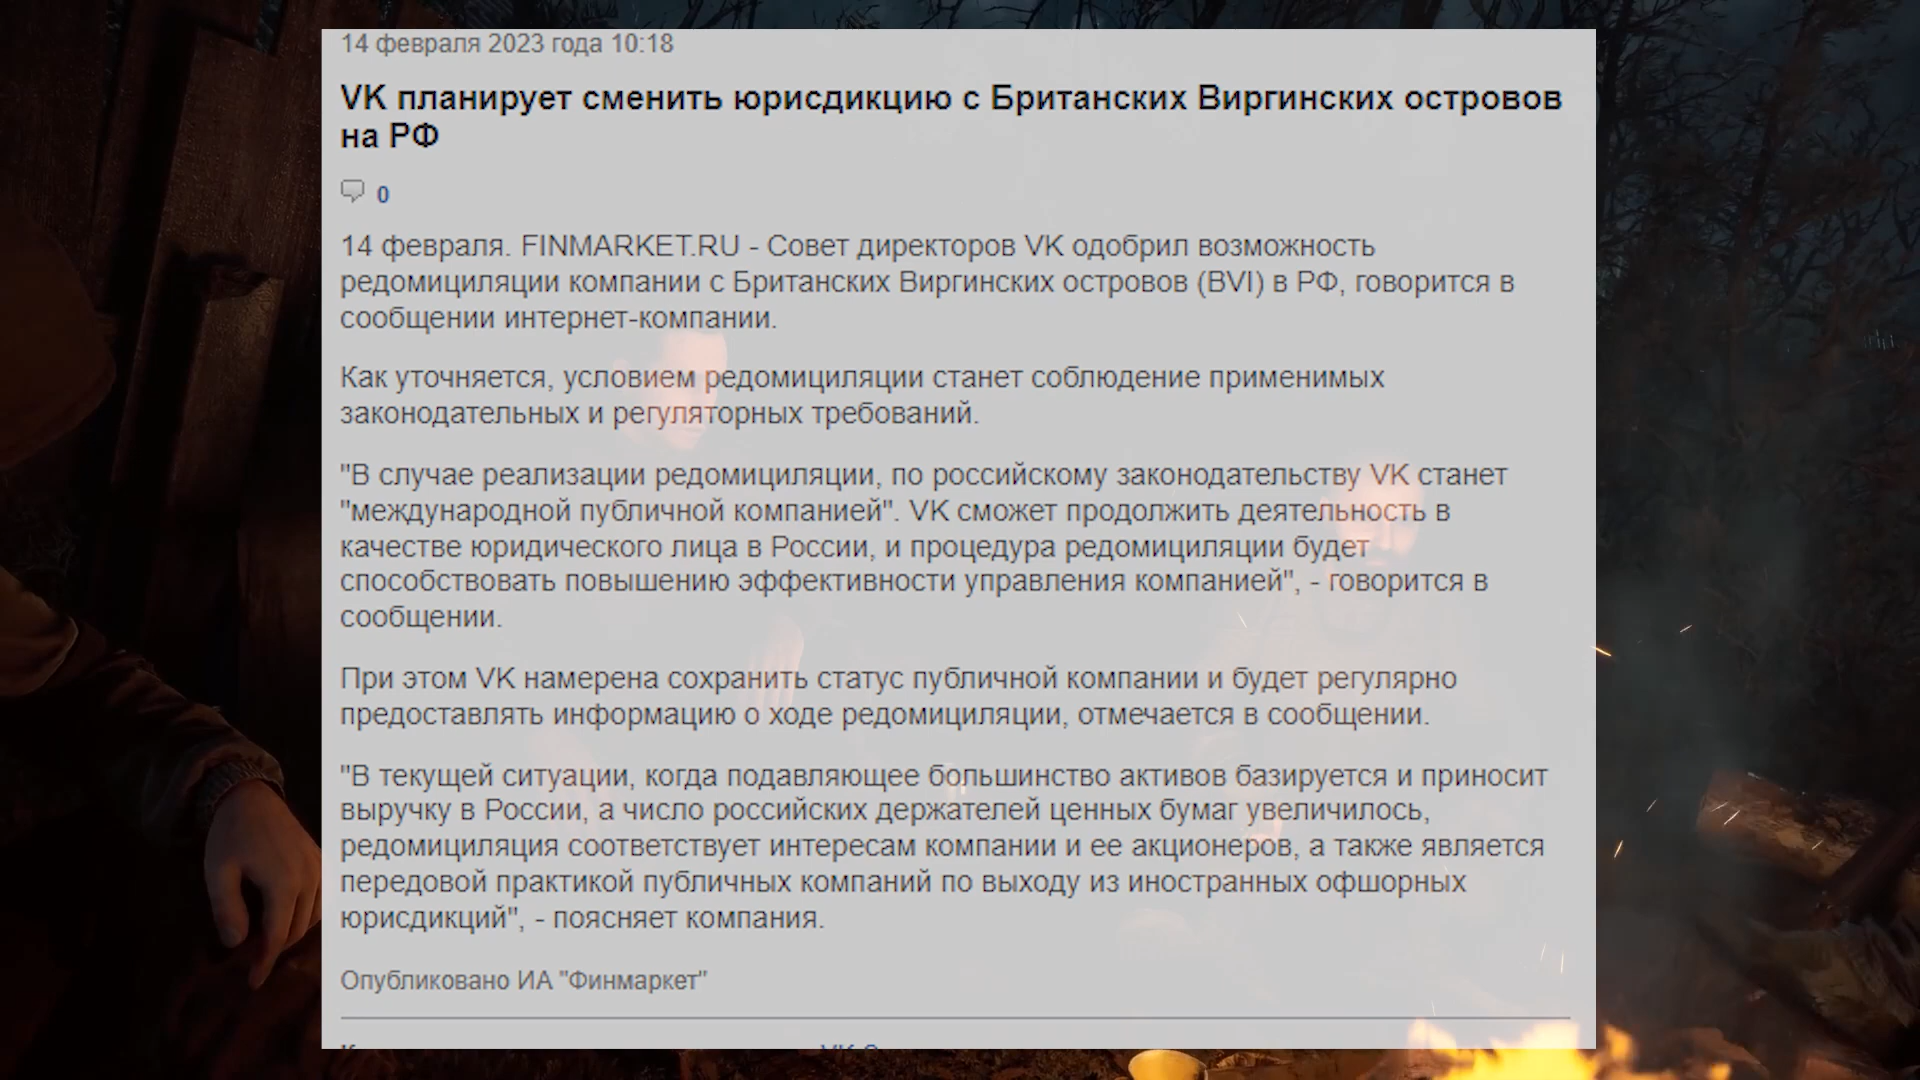 14 февраля 2023 года 10:18
VK планирует сменить юрисдикцию с Британских Виргинских островов
на РФ
0
14 февраля. FINMARKET.RU - Совет директоров VK одобрил возможность
редомициляции компании с Британских Виргинских островов (BVI) в РФ, говорится в
сообщении интернет-компании.
Как уточняется, условием редомициляции станет соблюдение применимых
законодательных и регуляторных требований.
"В случае реализации редомициляции, по российскому законодательству VK станет
"международной публичной компанией". VK сможет продолжить деятельность в
качестве юридического лица в России, и процедура редомициляции будет
способствовать повышению эффективности управления компанией", - говорится в
сообщении.
При этом VK намерена сохранить статус публичной компании и будет регулярно
предоставлять информацию о ходе редомициляции, отмечается в сообщении.
"В текущей ситуации, когда подавляющее большинство активов базируется и приносит
выручку в России, а число российских держателей ценных бумаг увеличилось,
редомициляция соответствует интересам компании и ее акционеров, а также является
передовой практикой публичных компаний по выходу из иностранных офшорных
юрисдикций", - поясняет компания.
Опубликовано ИА "Финмаркет"